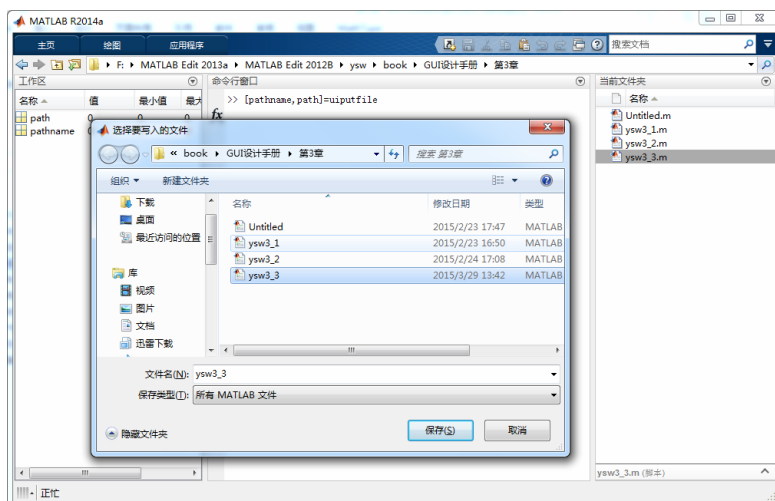 MATLAB R2014a
主页 绘图 应用程序 搜索文档
F: MATLAB Edit 2013a MATLAB Edit 2012B ysw book GUI设计手册 第3章
工作区 命令行窗口 当前文件夹
名称 值 最小值 最大
path
pathname
>> [pathname,path]=uiputfile
fx
名称
Untitled.m
ysw3_1.m
ysw3_2.m
ysw3_3.m
选择要写入的文件
« book GUI设计手册 第3章 搜索 第3章
组织 新建文件夹
下载
桌面
最近访问的位置
库
视频
图片
文档
迅雷下载
名称 修改日期 类型
Untitled 2015/2/23 17:47 MATLAB
ysw3_1 2015/2/23 16:50 MATLAB
ysw3_2 2015/2/24 17:08 MATLAB
ysw3_3 2015/3/29 13:42 MATLAB
文件名(N): ysw3_3
保存类型(T): 所有 MATLAB 文件
隐藏文件夹 保存(S) 取消
ysw3_3.m (脚本)
正忙